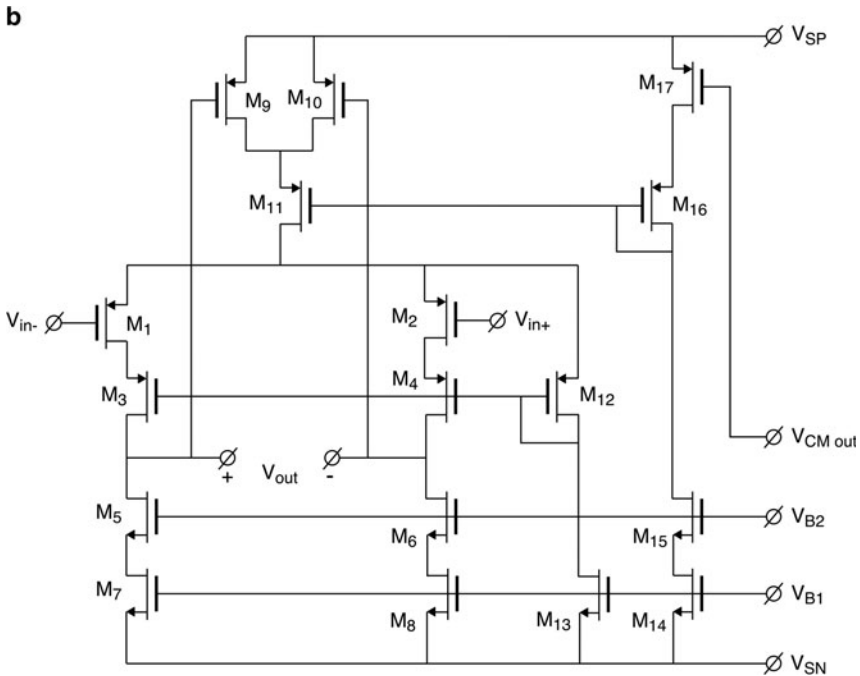 b
V_SP
M_9 M_10 M_17
M_11 M_16
V_in- M_1 M_2 V_in+
M_3 M_4 M_12
V_CM out
+ V_out -
M_5 M_6 M_15 V_B2
M_7 M_8 M_13 M_14 V_B1
V_SN